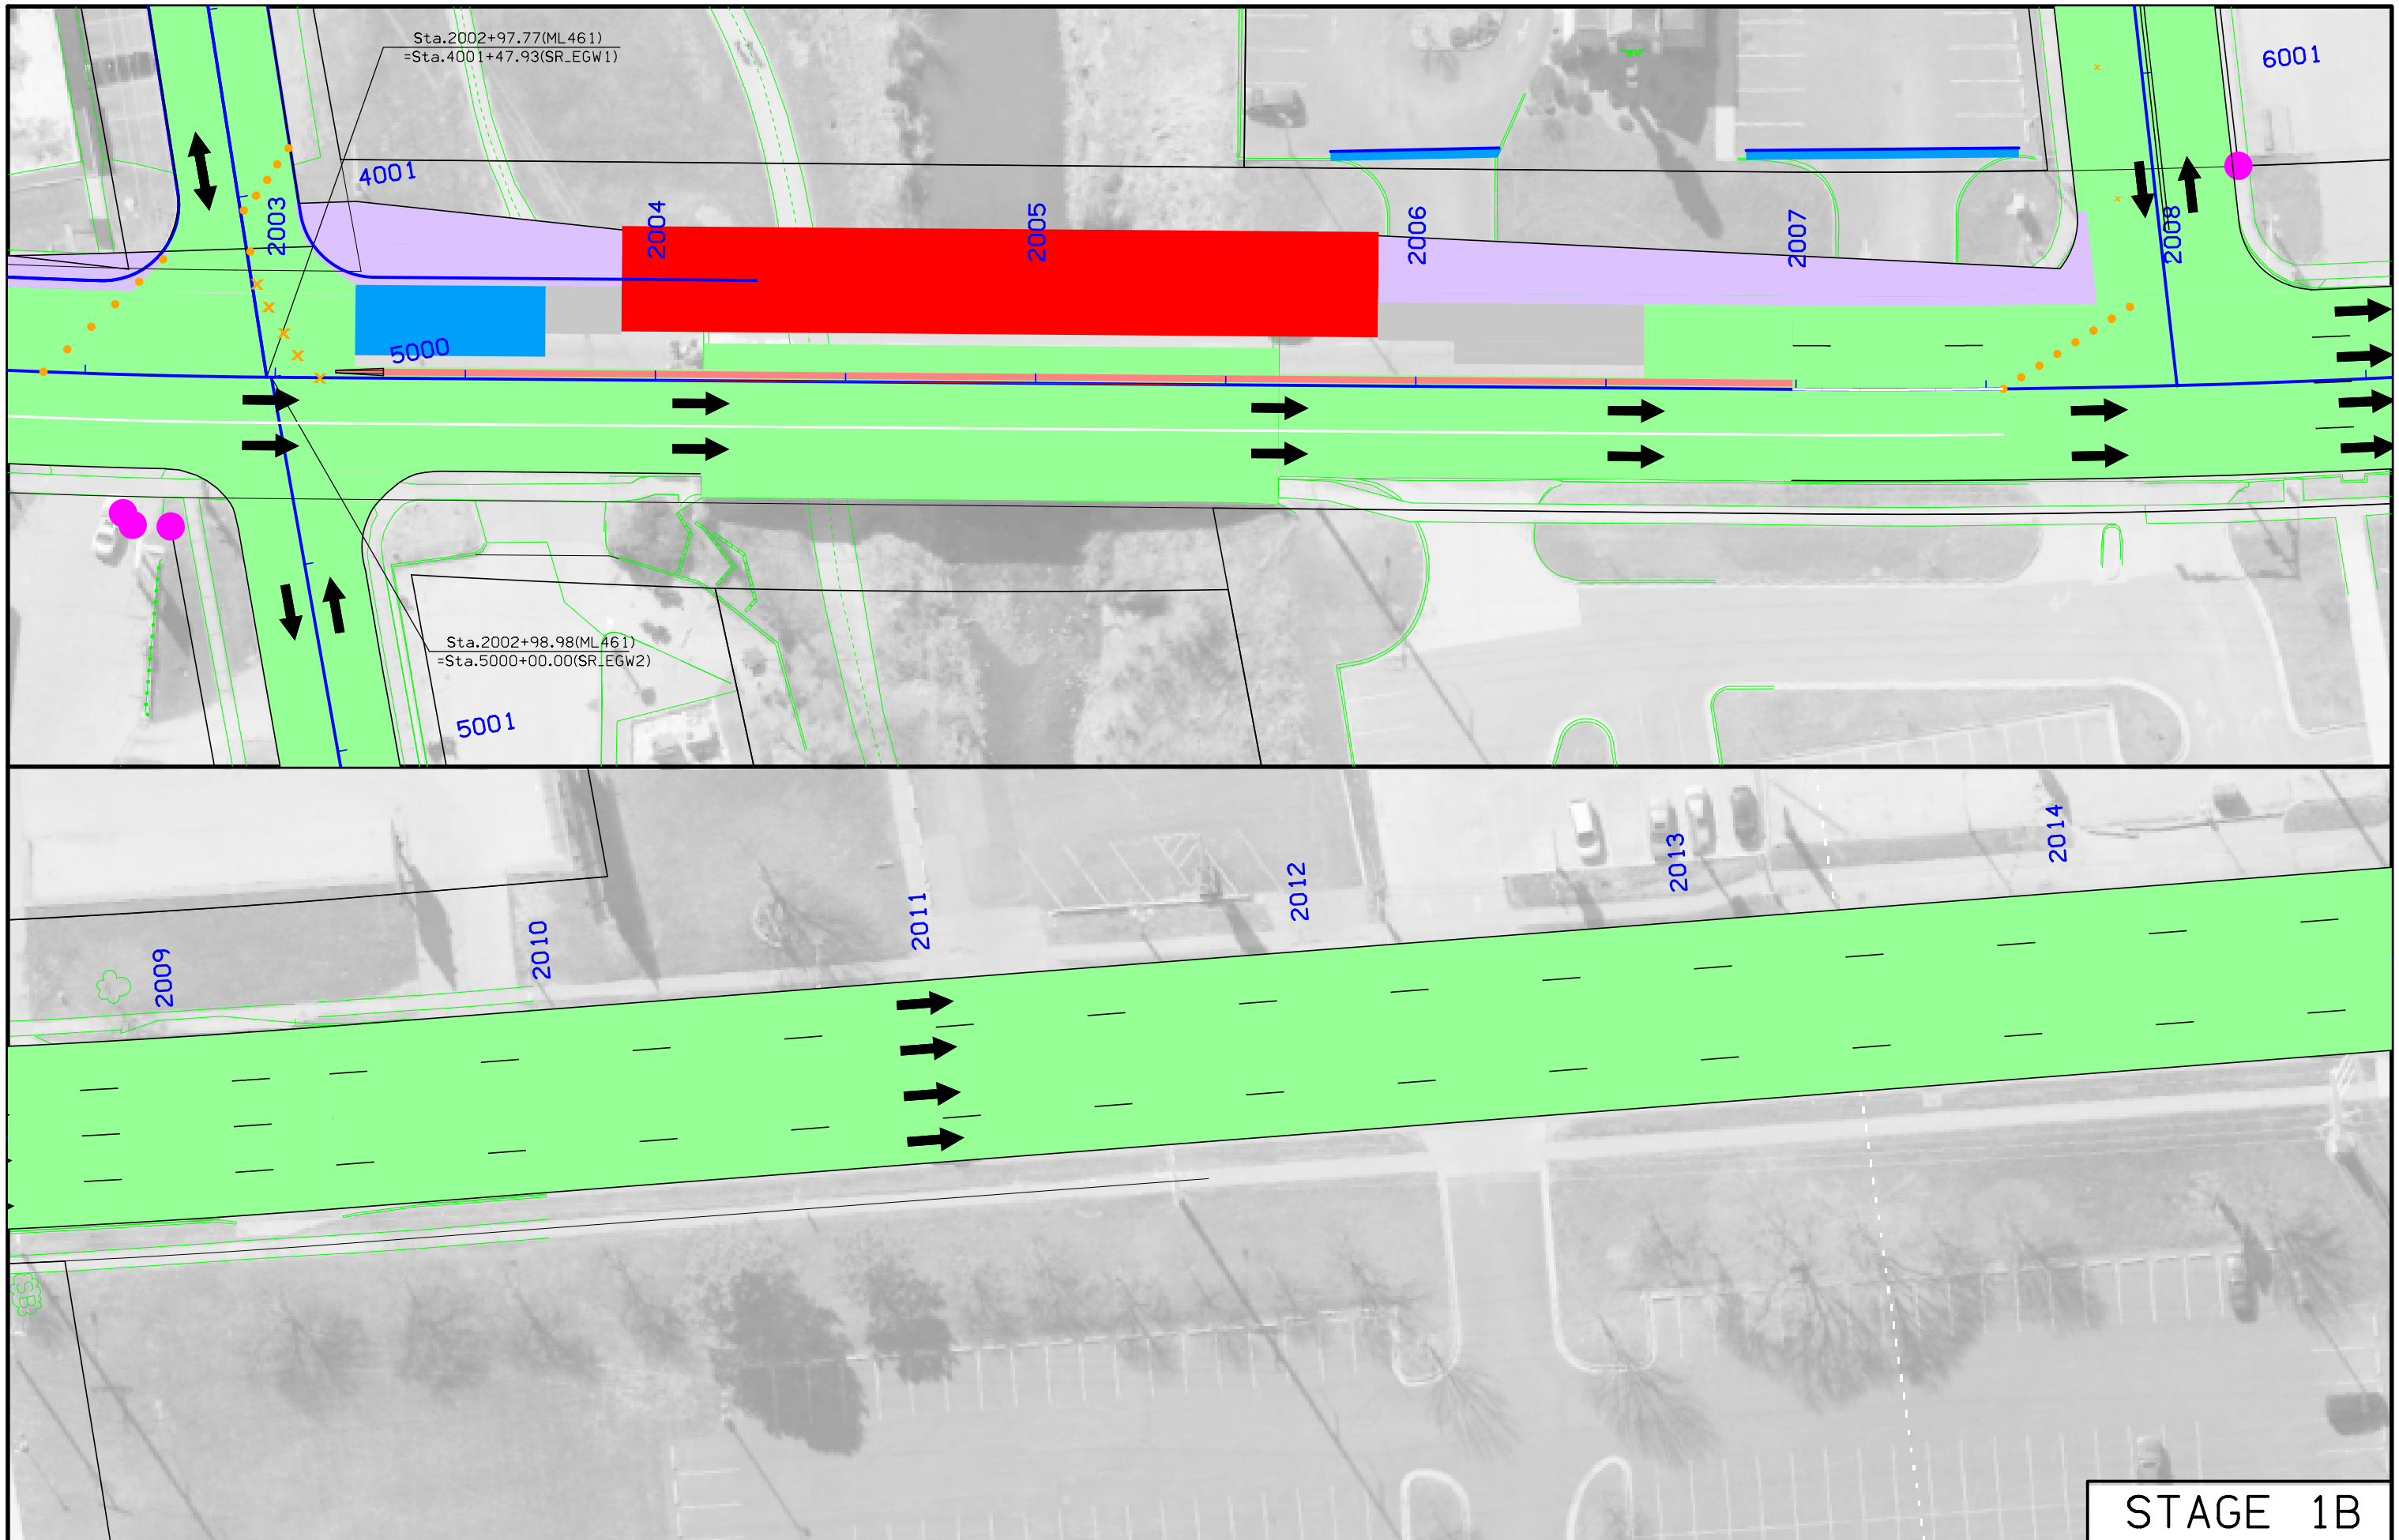 Sta.2002+97.77(ML461)
=Sta.4001+47.93(SR_EGW1)
6001
4001
2003
2004
2005
2006
2007
2008
5000
Sta.2002+98.98(ML461)
=Sta.5000+00.00(SR_EGW2)
5001
2009
2010
2011
2012
2013
2014
SB
STAGE 1B